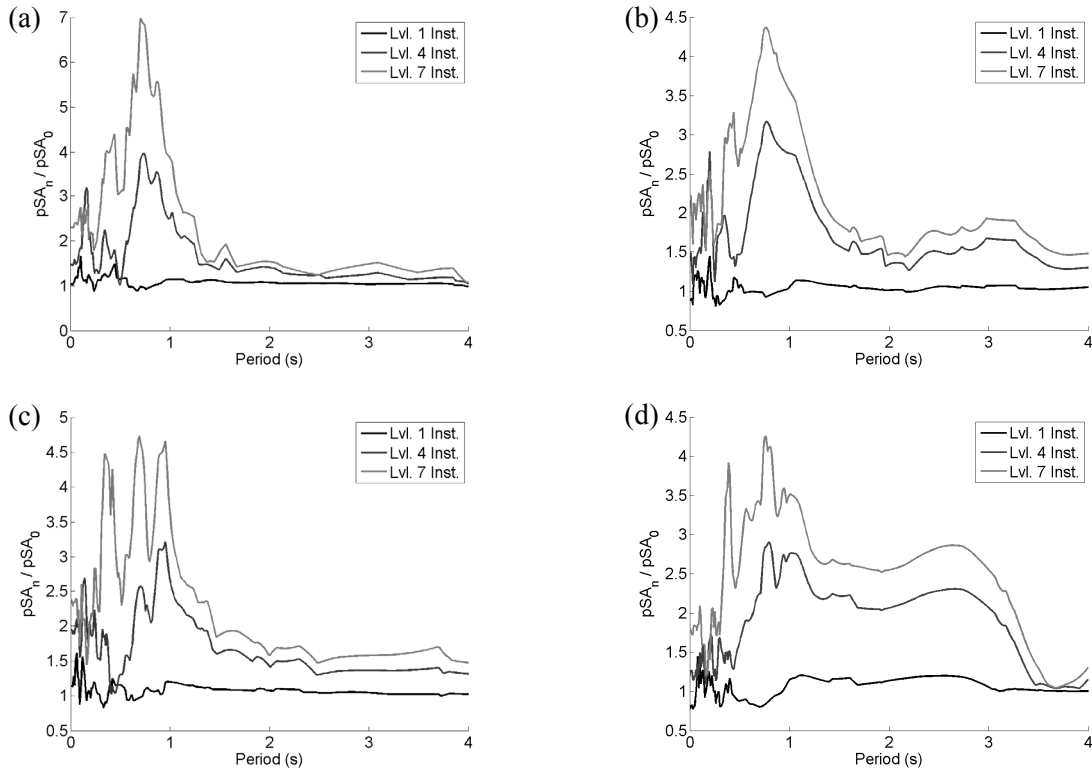 (a)
7
6
5
4
3
2
1
0
pSAn / pSA0
0 1 2 3 4
Period (s)
Lvl. 1 Inst.
Lvl. 4 Inst.
Lvl. 7 Inst.
(b)
4.5
4
3.5
3
2.5
2
1.5
1
0.5
pSAn / pSA0
0 1 2 3 4
Period (s)
Lvl. 1 Inst.
Lvl. 4 Inst.
Lvl. 7 Inst.
(c)
5
4.5
4
3.5
3
2.5
2
1.5
1
0.5
pSAn / pSA0
0 1 2 3 4
Period (s)
Lvl. 1 Inst.
Lvl. 4 Inst.
Lvl. 7 Inst.
(d)
4.5
4
3.5
3
2.5
2
1.5
1
0.5
pSAn / pSA0
0 1 2 3 4
Period (s)
Lvl. 1 Inst.
Lvl. 4 Inst.
Lvl. 7 Inst.